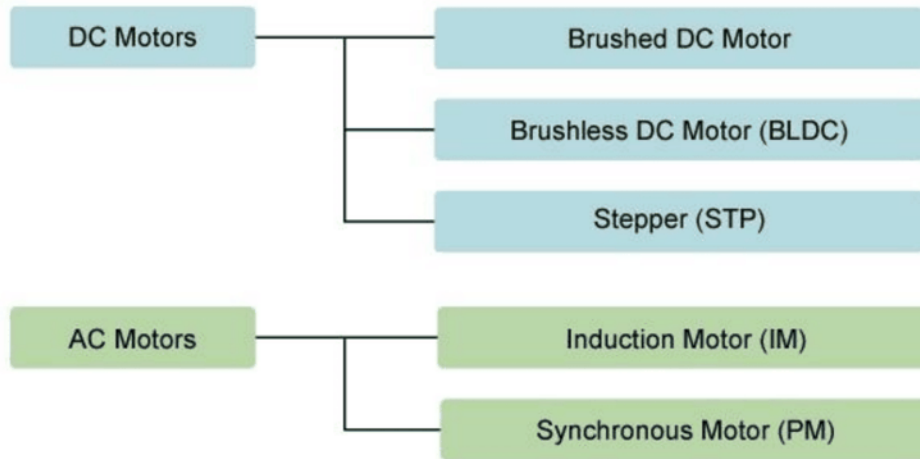 DC Motors
Brushed DC Motor
Brushless DC Motor (BLDC)
Stepper (STP)
AC Motors
Induction Motor (IM)
Synchronous Motor (PM)